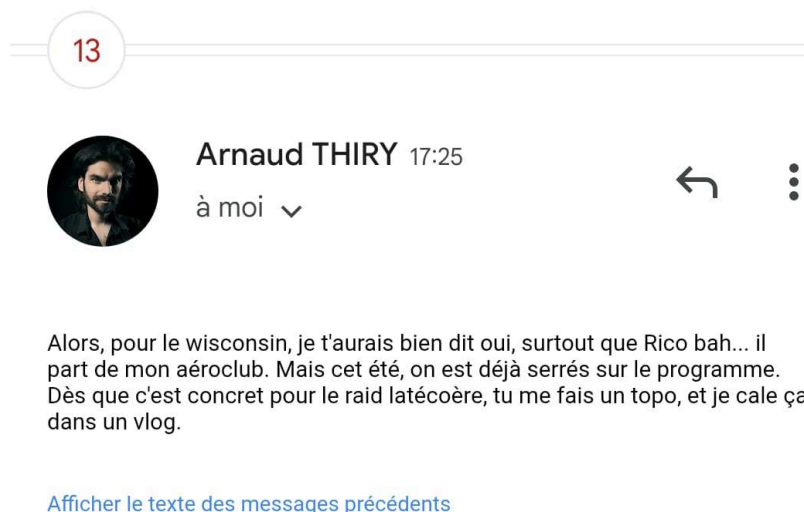 13
Arnaud THIRY 17:25
à moi
Alors, pour le wisconsin, je t'aurais bien dit oui, surtout que Rico bah... il
part de mon aéroclub. Mais cet été, on est déjà serrés sur le programme.
Dès que c'est concret pour le raid latécoère, tu me fais un topo, et je cale ça
dans un vlog.
Afficher le texte des messages précédents